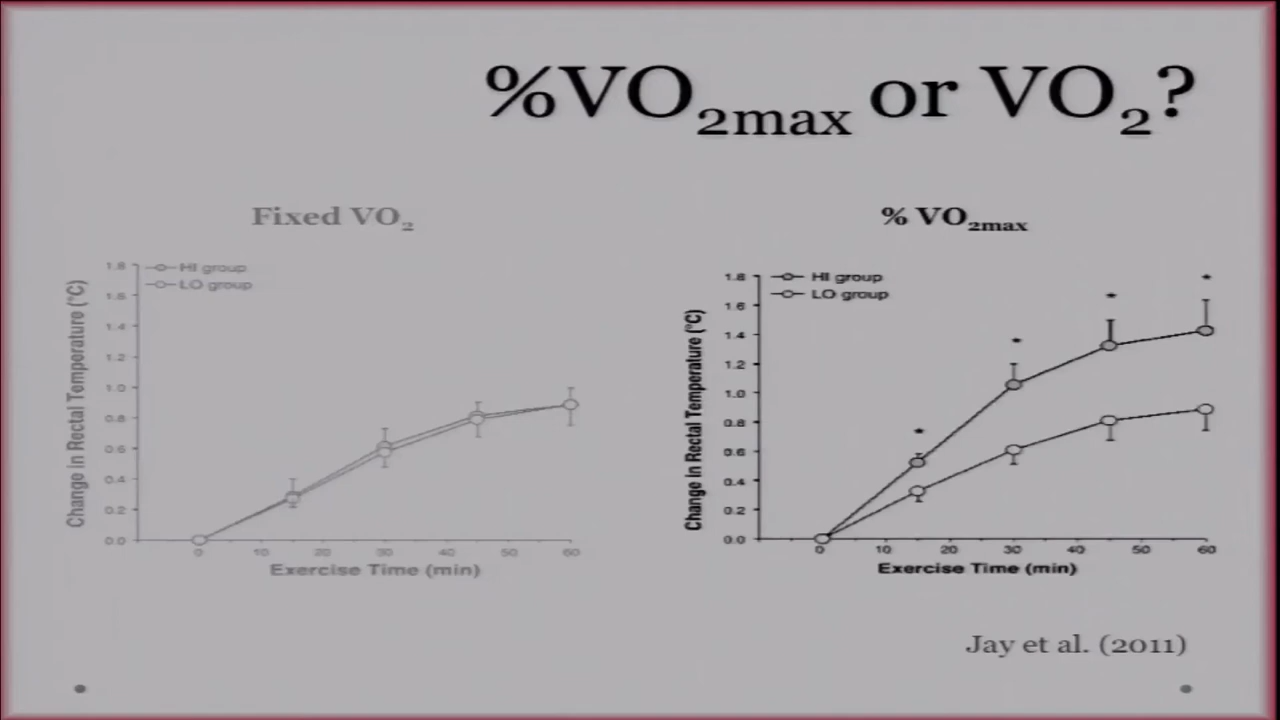 %VO2max or VO2?
Fixed VO2
% VO2max
HI group
LO group
1.8
1.6
1.4
1.2
1.0
0.8
0.6
0.4
0.2
0.0
Change in Rectal Temperature (°C)
0 10 20 30 40 50 60
Exercise Time (min)
HI group
LO group
1.8
1.6
1.4
1.2
1.0
0.8
0.6
0.4
0.2
0.0
Change in Rectal Temperature (°C)
0 10 20 30 40 50 60
Exercise Time (min)
* * * * *
Jay et al. (2011)